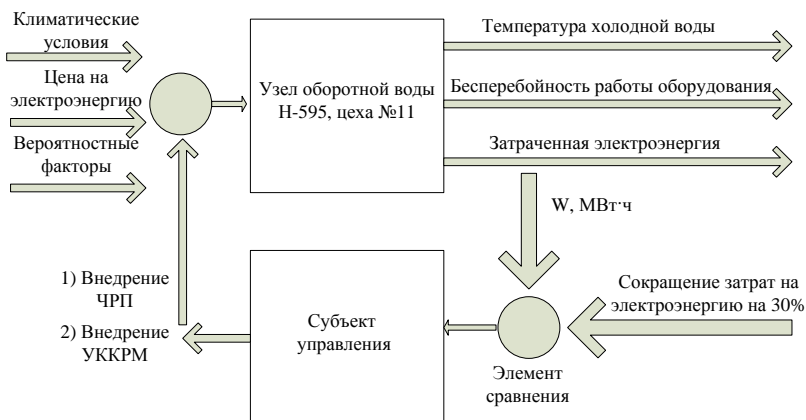 Климатические
условия
Цена на
электроэнергию
Вероятностные
факторы
Узел оборотной воды
Н-595, цеха №11
Температура холодной воды
Бесперебойность работы оборудования
Затраченная электроэнергия
W, МВт·ч
1) Внедрение
ЧРП
2) Внедрение
УККРМ
Субъект
управления
Элемент
сравнения
Сокращение затрат на
электроэнергию на 30%